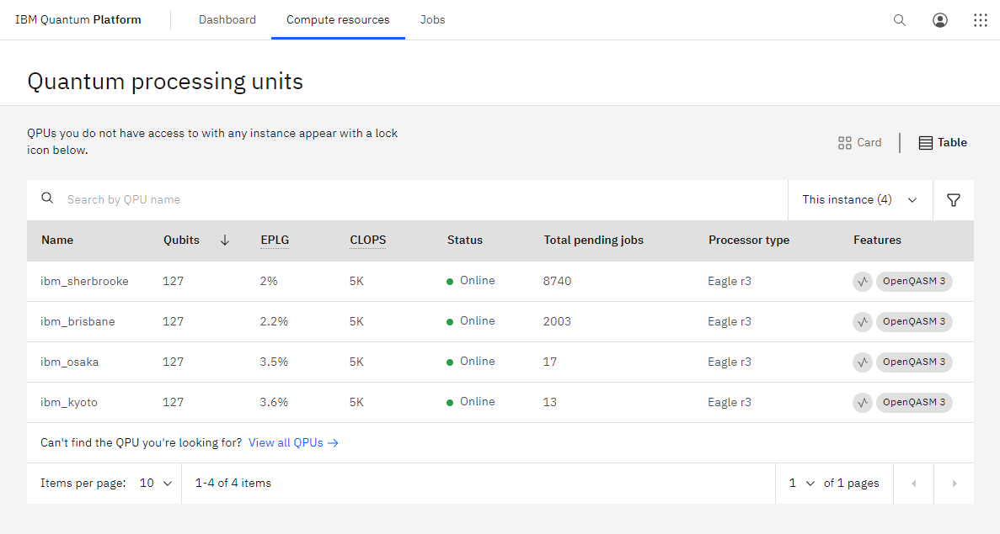 IBM Quantum Platform Dashboard Compute resources Jobs
Quantum processing units
QPUs you do not have access to with any instance appear with a lock
icon below.
Card Table
Search by QPU name This instance (4)
Name Qubits EPLG CLOPS Status Total pending jobs Processor type Features
ibm_sherbrooke 127 2% 5K Online 8740 Eagle r3 OpenQASM 3
ibm_brisbane 127 2.2% 5K Online 2003 Eagle r3 OpenQASM 3
ibm_osaka 127 3.5% 5K Online 17 Eagle r3 OpenQASM 3
ibm_kyoto 127 3.6% 5K Online 13 Eagle r3 OpenQASM 3
Can't find the QPU you're looking for? View all QPUs
Items per page: 10 1-4 of 4 items 1 of 1 pages